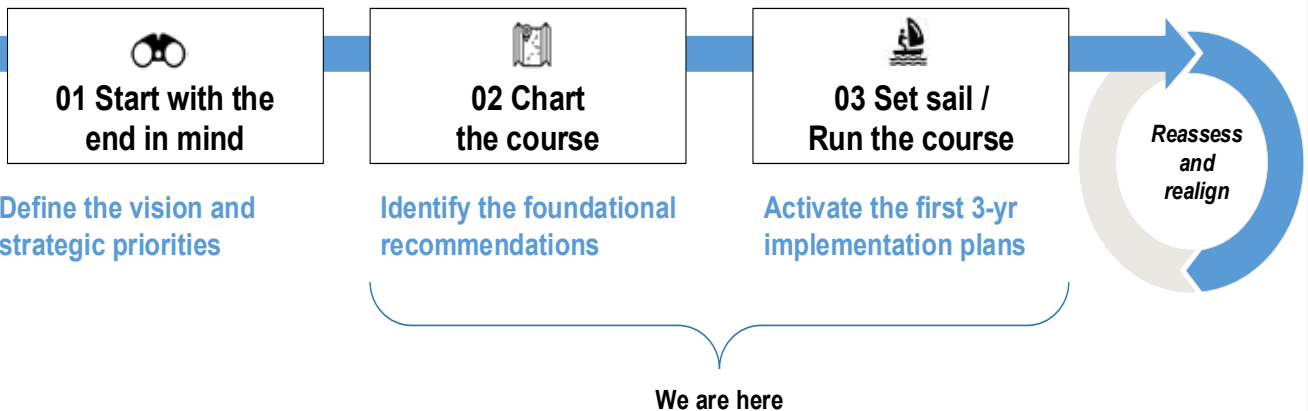 01 Start with the
end in mind
02 Chart
the course
03 Set sail /
Run the course
Reassess
and
realign
Define the vision and
strategic priorities
Identify the foundational
recommendations
Activate the first 3-yr
implementation plans
We are here